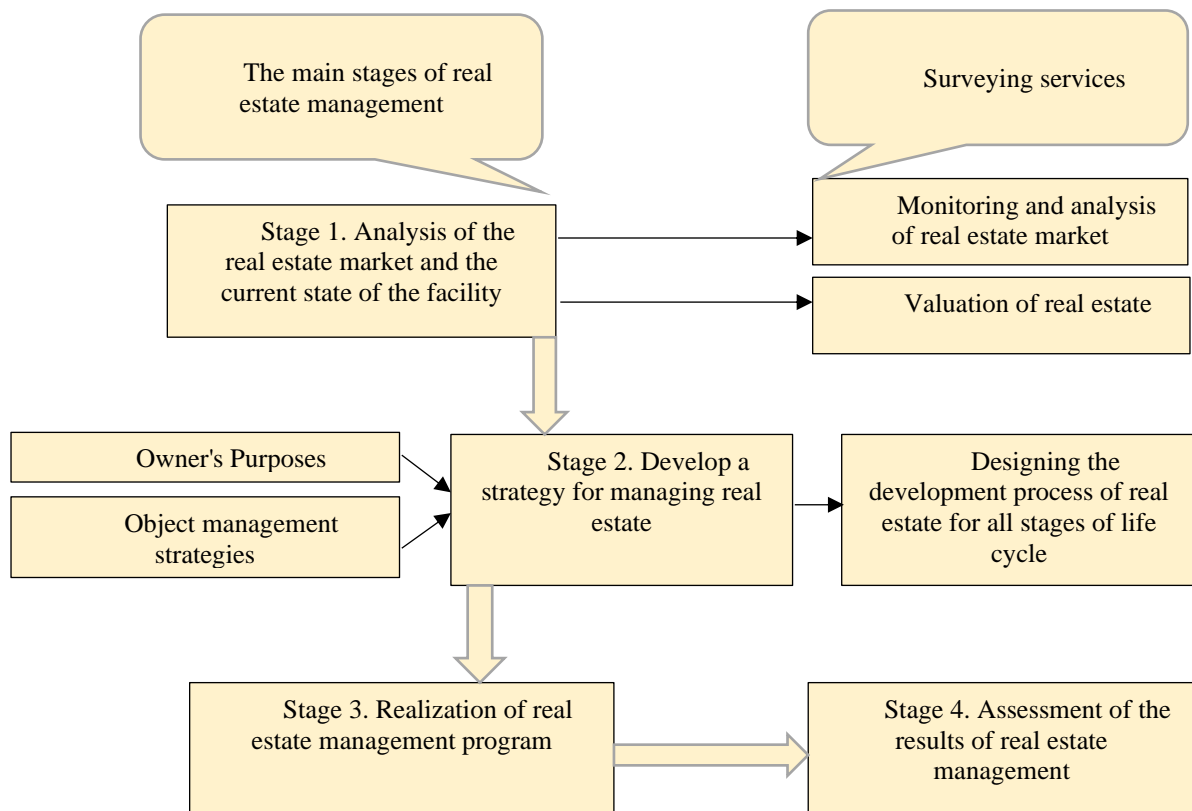 The main stages of real
estate management
Surveying services
Stage 1. Analysis of the
real estate market and the
current state of the facility
Monitoring and analysis
of real estate market
Valuation of real estate
Owner's Purposes
Object management
strategies
Stage 2. Develop a
strategy for managing real
estate
Designing the
development process of real
estate for all stages of life
cycle
Stage 3. Realization of real
estate management program
Stage 4. Assessment of the
results of real estate
management